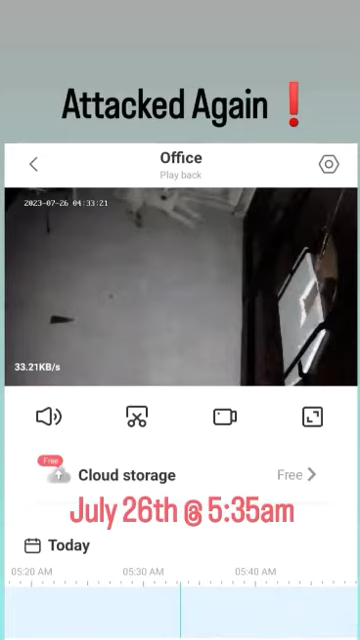 Attacked Again❗
Office
Play back
2023-07-26 04:33:21
33.21KB/s
Free
Cloud storage
Free
July 26th @ 5:35am
Today
05:20 AM 05:30 AM 05:40 AM